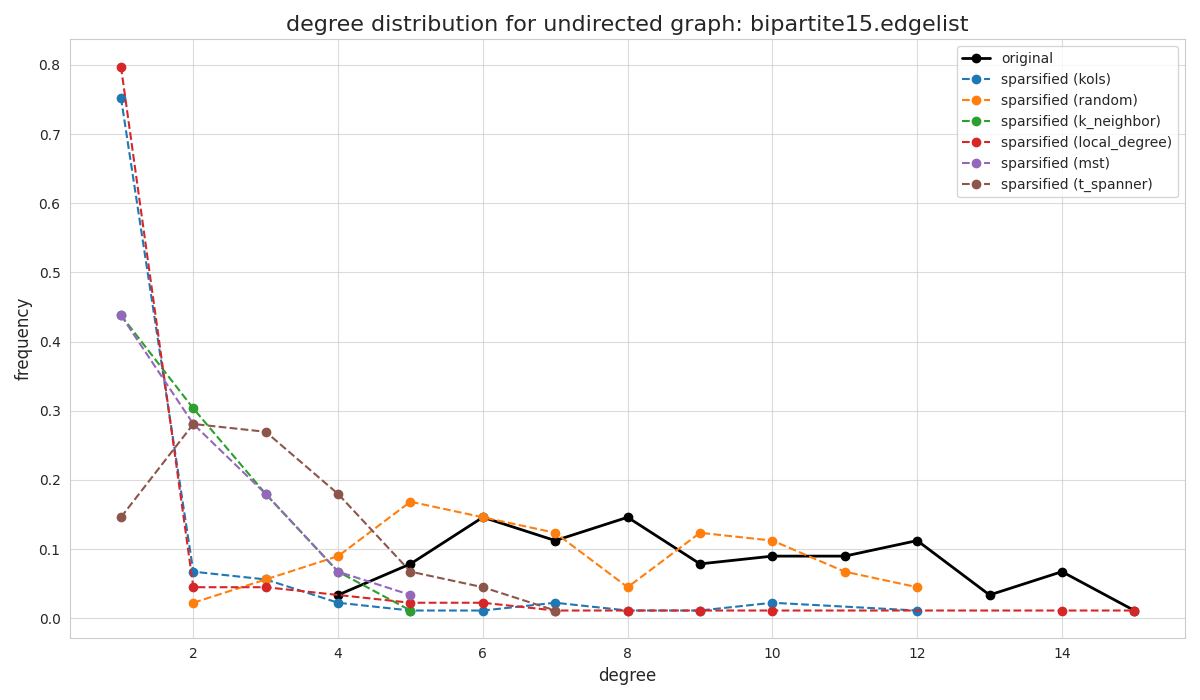 degree distribution for undirected graph: bipartite15.edgelist
original
sparsified (kols)
sparsified (random)
sparsified (k_neighbor)
sparsified (local_degree)
sparsified (mst)
sparsified (t_spanner)
frequency
0.8
0.7
0.6
0.5
0.4
0.3
0.2
0.1
0.0
2 4 6 8 10 12 14
degree